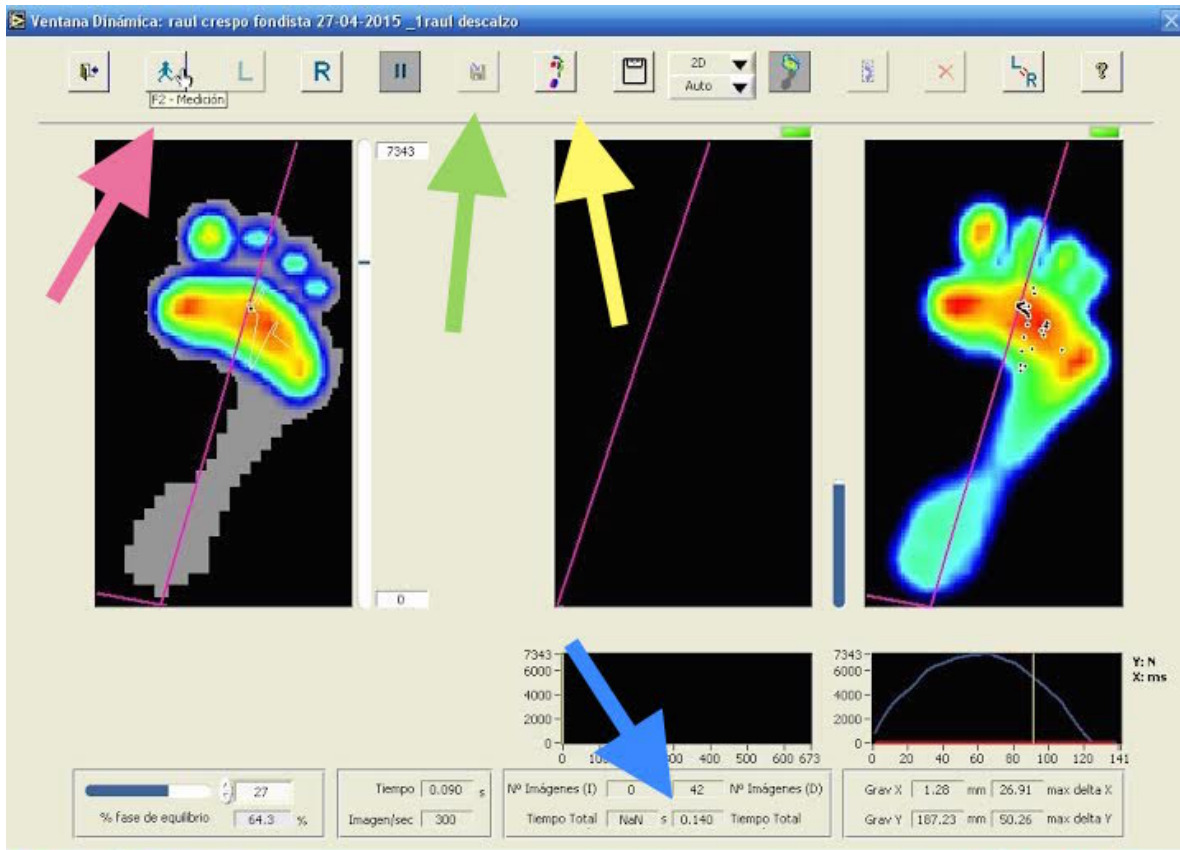 Ventana Dinámica: raul crespo fondista 27-04-2015 _1raul descalzo
L R 2D L R ?
Auto
F2 - Medición
7343
0
7343
6000
4000
2000
0
0 300 400 500 600 673
7343
6000
4000
2000
0
0 20 40 60 80 100 120 141
Y: N
X: ms
27
% fase de equilibrio 64.3 %
Tiempo 0.090 s
Imagen/sec 300
Nº Imágenes (I) 0 42 Nº Imágenes (D)
Tiempo Total NaN s 0.140 Tiempo Total
Grav X 1.28 mm 26.91 max delta X
Grav Y 187.23 mm 50.26 max delta Y